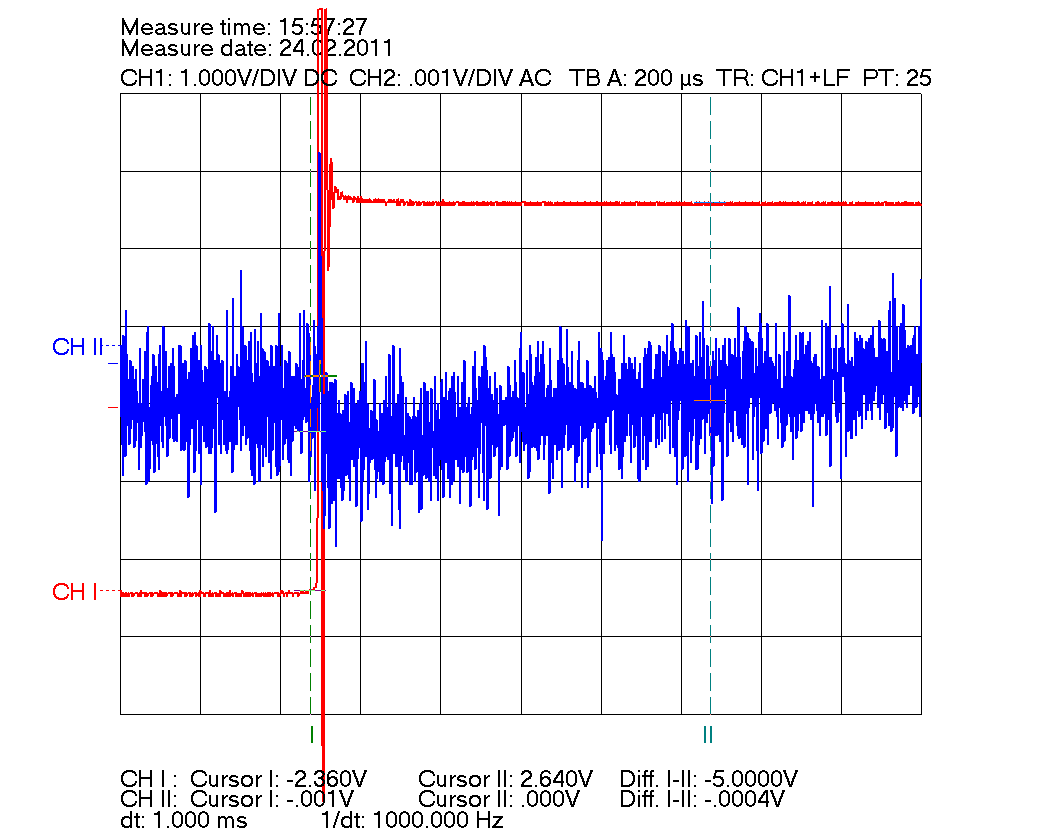 Measure time: 15:57:27
Measure date: 24.02.2011
CH1: 1.000V/DIV DC CH2: .001V/DIV AC TB A: 200 µs TR: CH1+LF PT: 25
CH II
CH I
I II
CH I : Cursor I: -2.360V Cursor II: 2.640V Diff. I-II: -5.0000V
CH II: Cursor I: -.001V Cursor II: .000V Diff. I-II: -.0004V
dt: 1.000 ms 1/dt: 1000.000 Hz